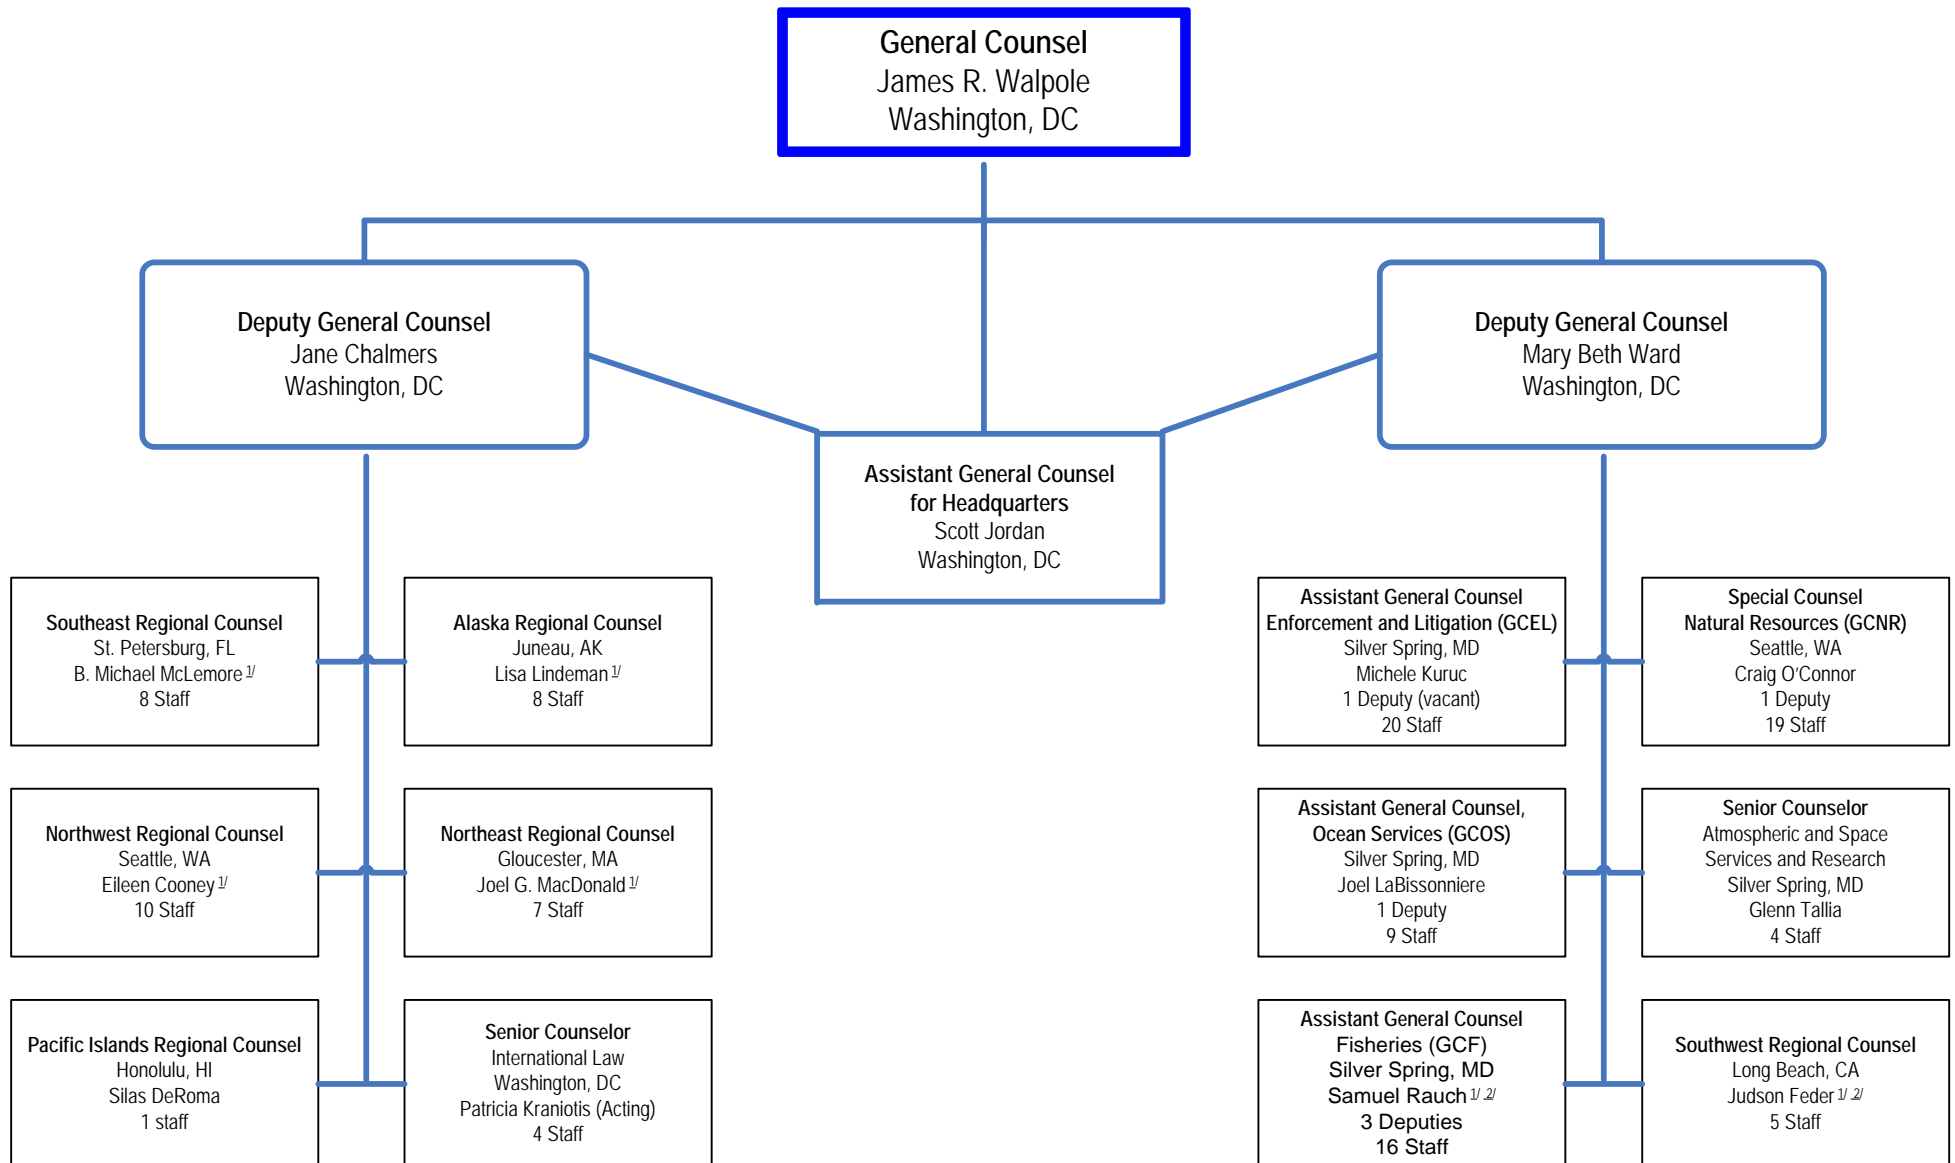 General Counsel
James R. Walpole
Washington, DC
Deputy General Counsel
Jane Chalmers
Washington, DC
Deputy General Counsel
Mary Beth Ward
Washington, DC
Assistant General Counsel
for Headquarters
Scott Jordan
Washington, DC
Southeast Regional Counsel
St. Petersburg, FL
B. Michael McLemore 1/
8 Staff
Alaska Regional Counsel
Juneau, AK
Lisa Lindeman 1/
8 Staff
Assistant General Counsel
Enforcement and Litigation (GCEL)
Silver Spring, MD
Michele Kuruc
1 Deputy (vacant)
20 Staff
Special Counsel
Natural Resources (GCNR)
Seattle, WA
Craig O'Connor
1 Deputy
19 Staff
Northwest Regional Counsel
Seattle, WA
Eileen Cooney 1/
10 Staff
Northeast Regional Counsel
Gloucester, MA
Joel G. MacDonald 1/
7 Staff
Assistant General Counsel,
Ocean Services (GCOS)
Silver Spring, MD
Joel LaBissonniere
1 Deputy
9 Staff
Senior Counselor
Atmospheric and Space
Services and Research
Silver Spring, MD
Glenn Tallia
4 Staff
Pacific Islands Regional Counsel
Honolulu, HI
Silas DeRoma
1 staff
Senior Counselor
International Law
Washington, DC
Patricia Kraniotis (Acting)
4 Staff
Assistant General Counsel
Fisheries (GCF)
Silver Spring, MD
Samuel Rauch 1/ 2/
3 Deputies
16 Staff
Southwest Regional Counsel
Long Beach, CA
Judson Feder 1/ 2/
5 Staff